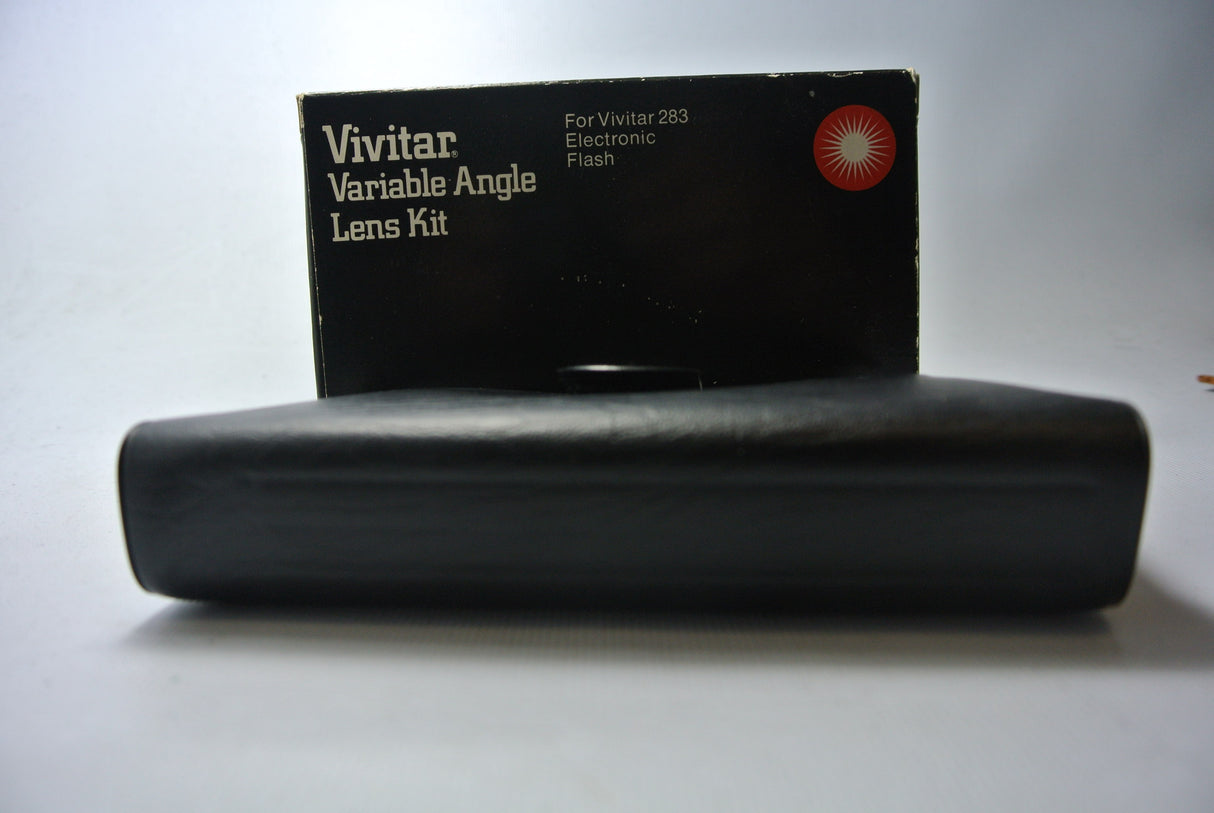 Vivitar®
Variable Angle
Lens Kit
For Vivitar 283
Electronic
Flash